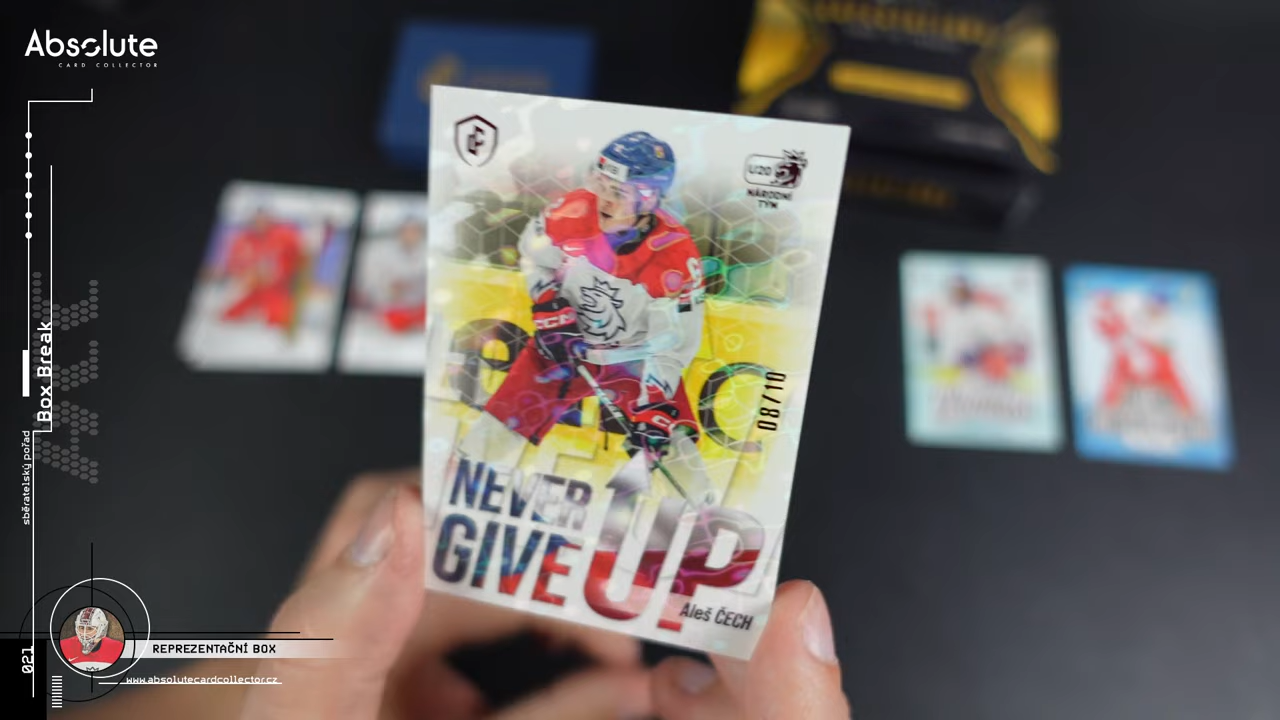 Absolute
CARD COLLECTOR
U20
NÁRODNÍ
TÝM
08/10
NEVER
GIVE UP
Aleš ČECH
Box Break
sběratelský pořad
021
REPREZENTAČNÍ BOX
www.absolutecardcollector.cz